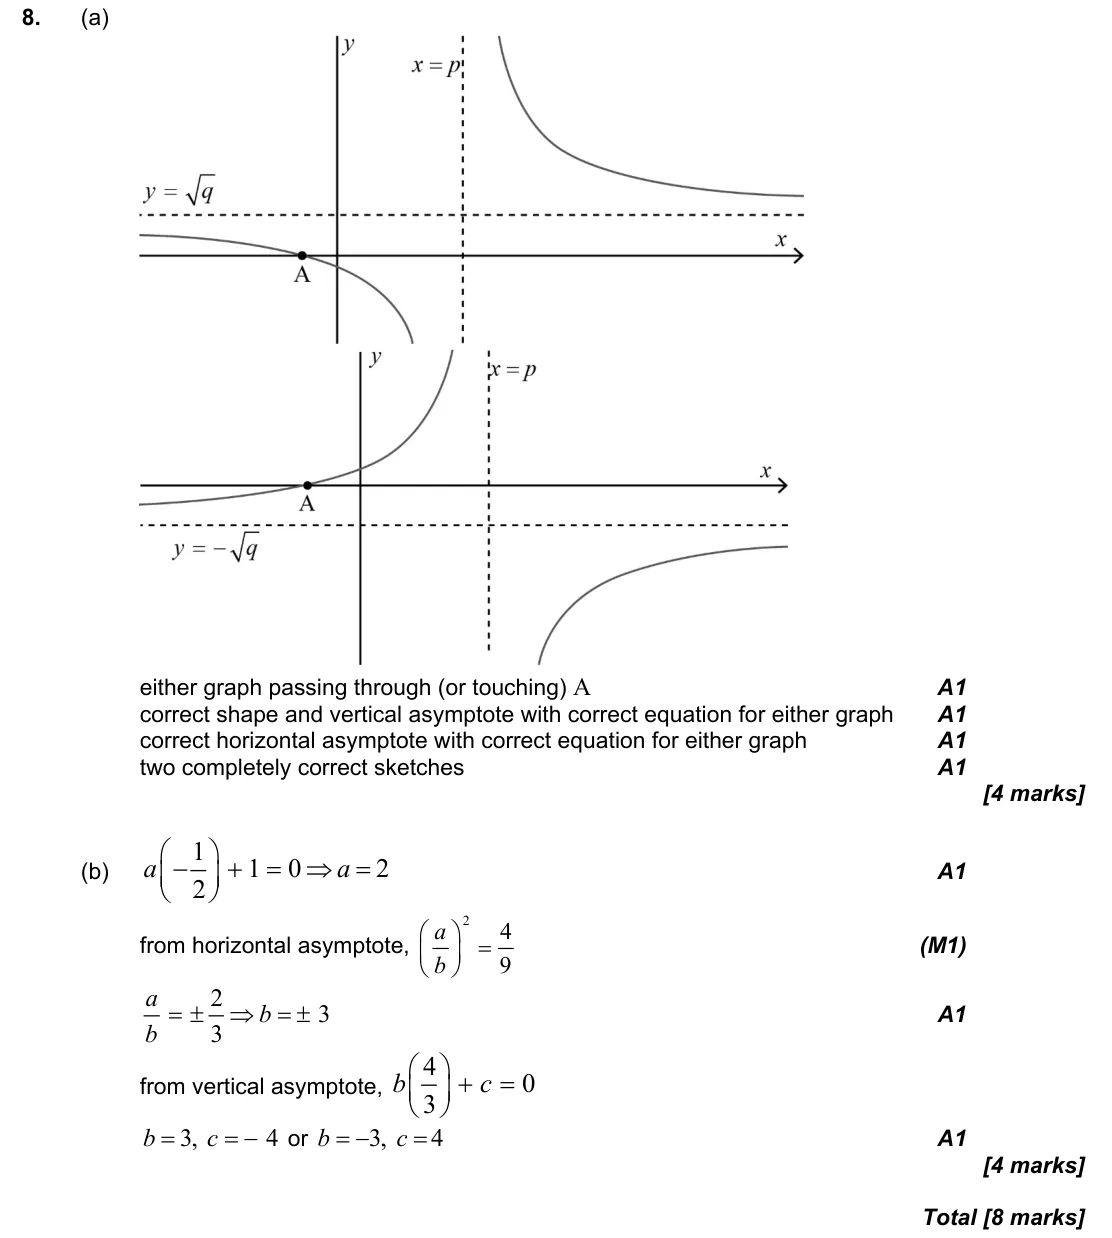 8. (a)
y
x = p
y = √q
x
A
y
x = p
x
A
y = −√q
either graph passing through (or touching) A A1
correct shape and vertical asymptote with correct equation for either graph A1
correct horizontal asymptote with correct equation for either graph A1
two completely correct sketches A1
[4 marks]
(b) a(−1/2) + 1 = 0 ⇒ a = 2 A1
from horizontal asymptote, (a/b)² = 4/9 (M1)
a/b = ± 2/3 ⇒ b = ± 3 A1
from vertical asymptote, b(4/3) + c = 0
b = 3, c = − 4 or b = −3, c = 4 A1
[4 marks]
Total [8 marks]